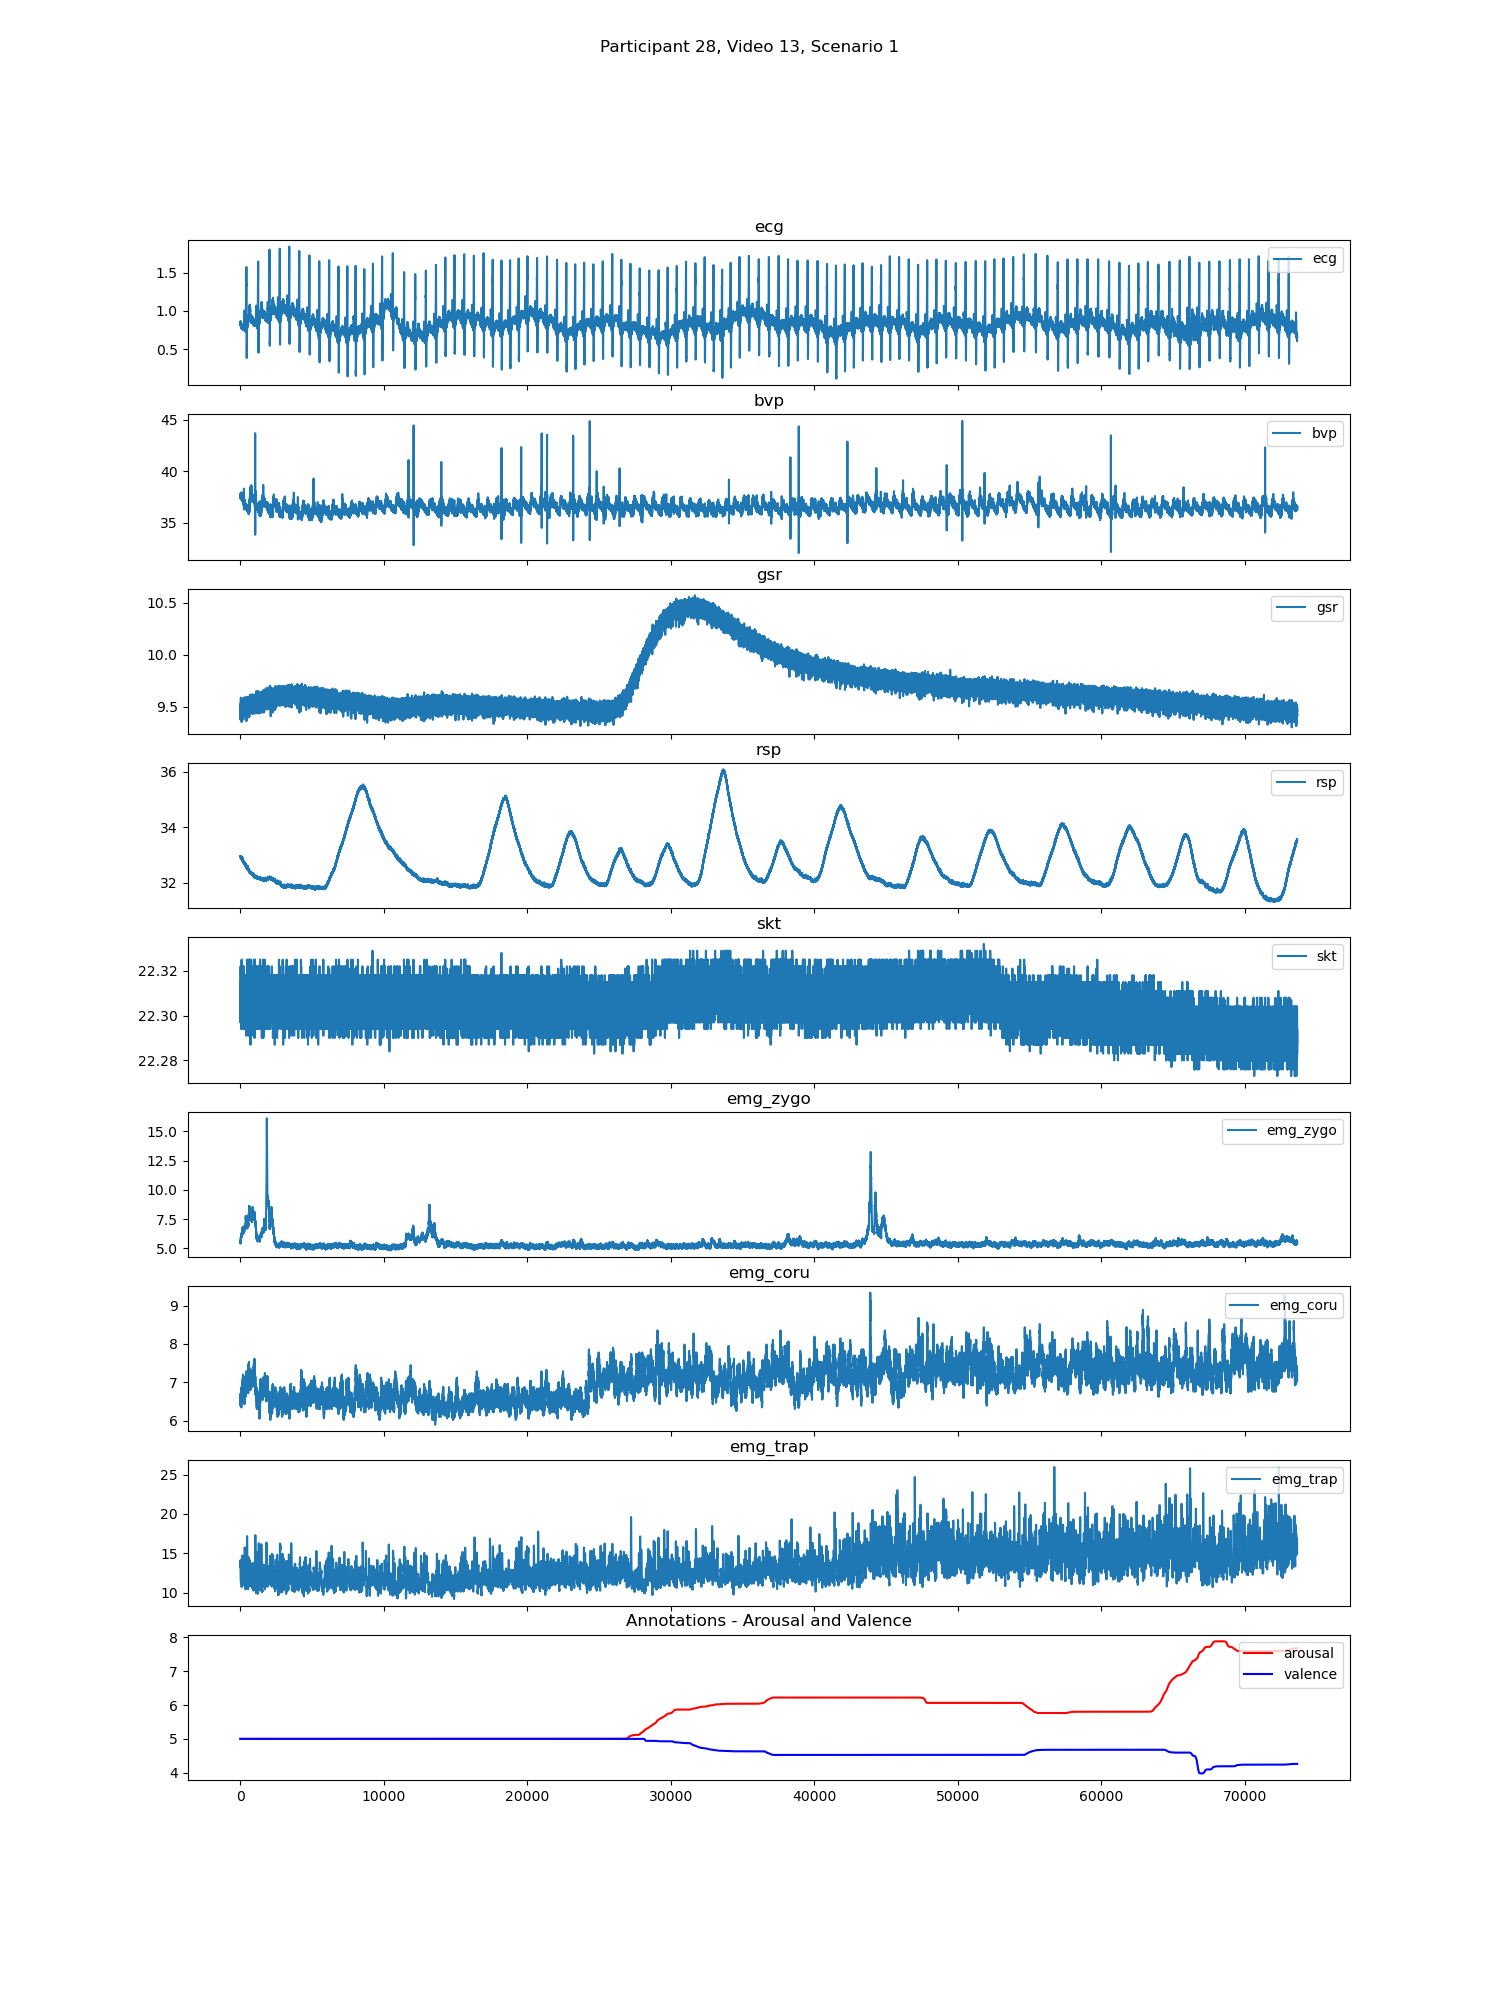 Participant 28, Video 13, Scenario 1
ecg
1.5
1.0
0.5
ecg
bvp
45
40
35
bvp
gsr
10.5
10.0
9.5
gsr
rsp
36
34
32
rsp
skt
22.32
22.30
22.28
skt
emg_zygo
15.0
12.5
10.0
7.5
5.0
emg_zygo
emg_coru
9
8
7
6
emg_coru
emg_trap
25
20
15
10
emg_trap
Annotations - Arousal and Valence
8
7
6
5
4
arousal
valence
0 10000 20000 30000 40000 50000 60000 70000